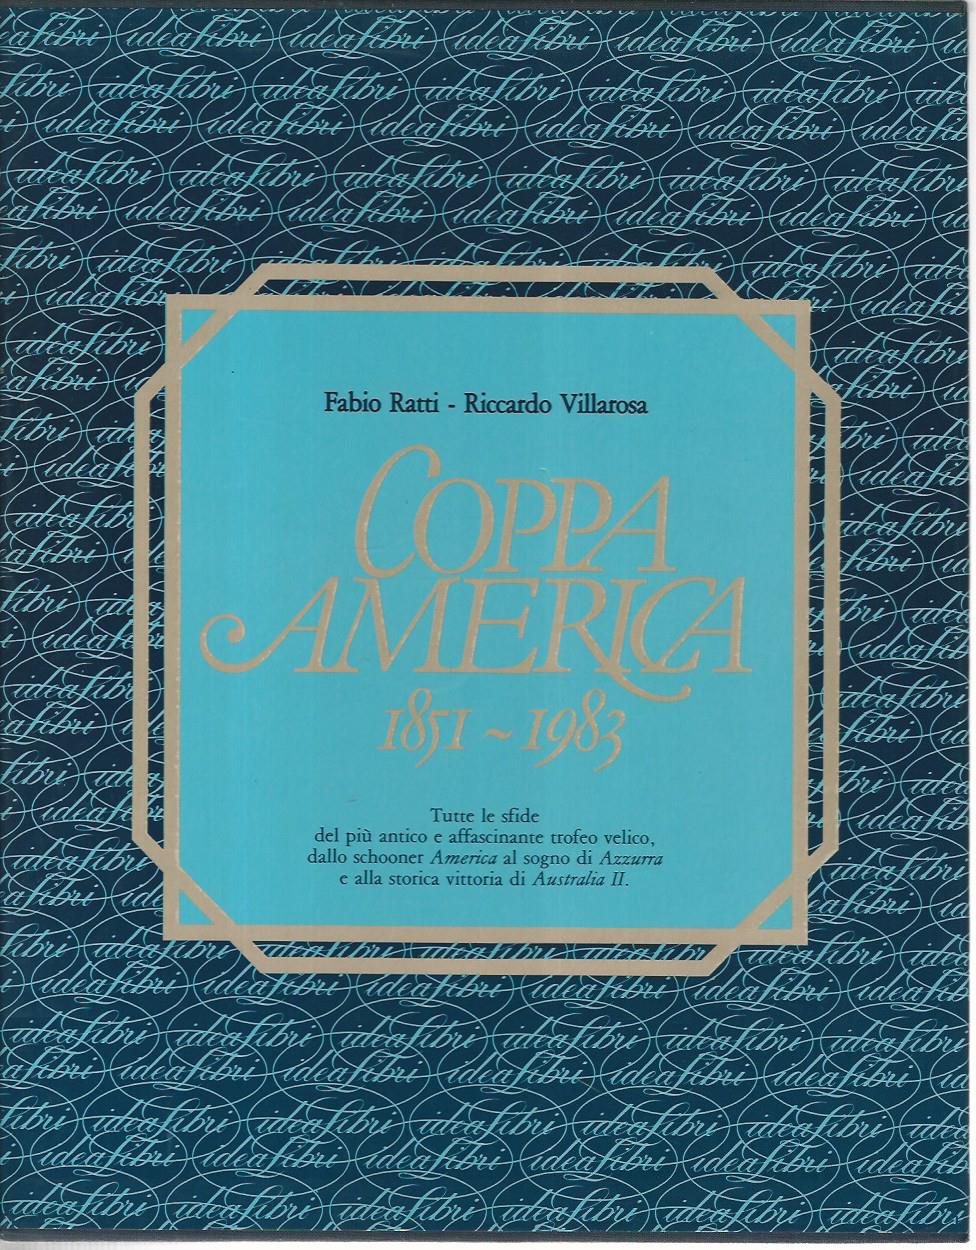 Fabio Ratti - Riccardo Villarosa
COPPA
AMERICA
1851 ~ 1983
Tutte le sfide
del più antico e affascinante trofeo velico,
dallo schooner America al sogno di Azzurra
e alla storica vittoria di Australia II.
idealibri